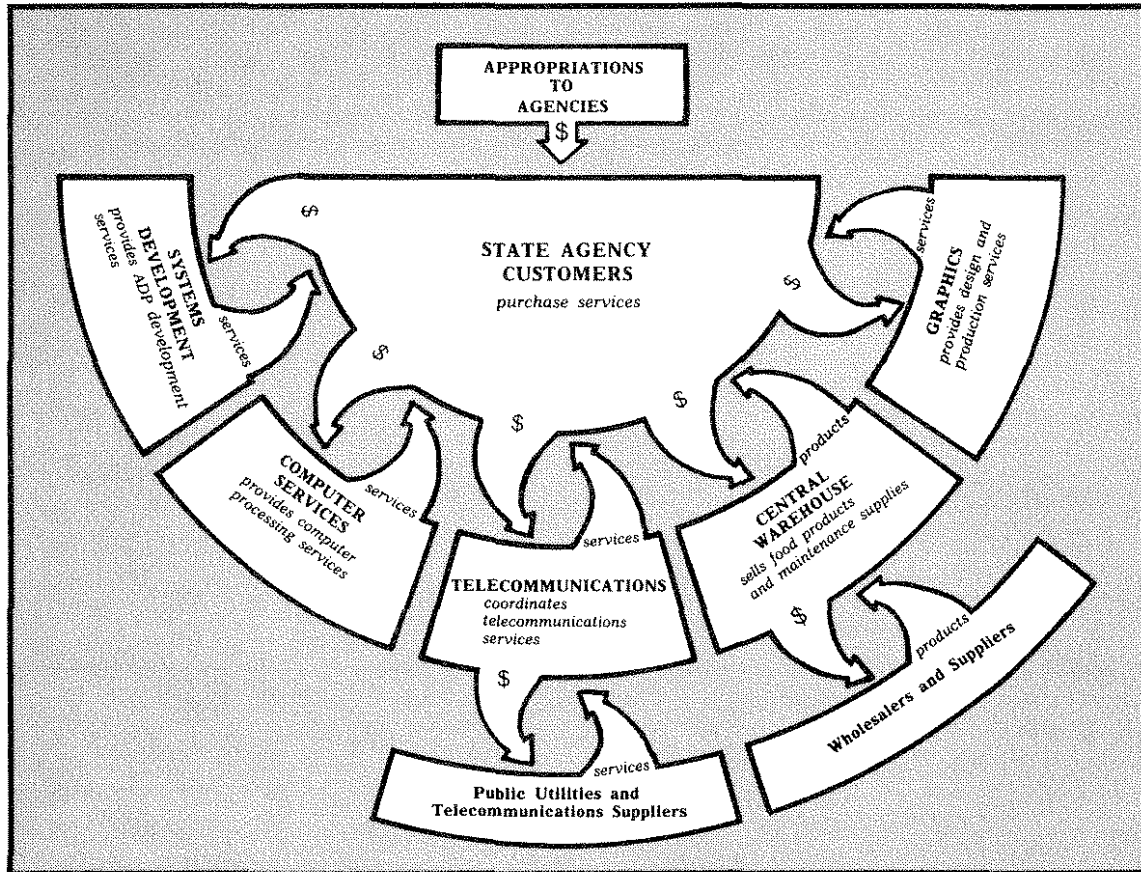 APPROPRIATIONS
TO
AGENCIES
$
STATE AGENCY
CUSTOMERS
purchase services
$
$
$
$
$
SYSTEMS
DEVELOPMENT
provides ADP development
services
services
COMPUTER
SERVICES
provides computer
processing services
services
TELECOMMUNICATIONS
coordinates
telecommunications
services
services
$
CENTRAL
WAREHOUSE
sells food products
and maintenance supplies
products
$
GRAPHICS
provides design and
production services
services
Public Utilities and
Telecommunications Suppliers
services
Wholesalers and Suppliers
products